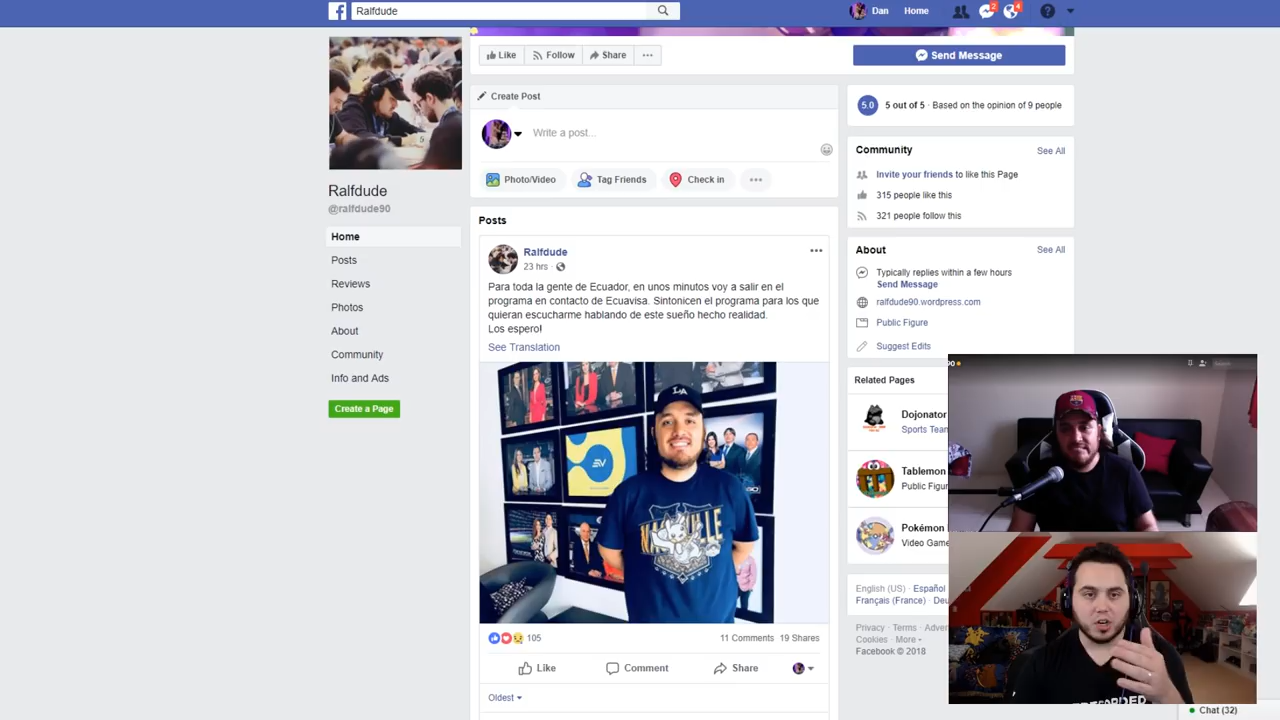 Ralfdude
Dan
Home
2
4
Like
Follow
Share
Send Message
Create Post
Write a post...
Photo/Video
Tag Friends
Check in
Ralfdude
@ralfdude90
Home
Posts
Reviews
Photos
About
Community
Info and Ads
Create a Page
Posts
Ralfdude
23 hrs ·
Para toda la gente de Ecuador, en unos minutos voy a salir en el
programa en contacto de Ecuavisa. Sintonicen el programa para los que
quieran escucharme hablando de este sueño hecho realidad.
Los espero!
See Translation
LA
105
11 Comments 19 Shares
Like
Comment
Share
Oldest
5.0
5 out of 5 · Based on the opinion of 9 people
Community
See All
Invite your friends to like this Page
315 people like this
321 people follow this
About
See All
Typically replies within a few hours
Send Message
ralfdude90.wordpress.com
Public Figure
Suggest Edits
Related Pages
Dojonator
Sports Tean
Tablemon
Public Figur
Pokémon
Video Game
English (US) · Español
Français (France) · Deu
Privacy · Terms · Adver
Cookies · More
Facebook © 2018
Chat (32)